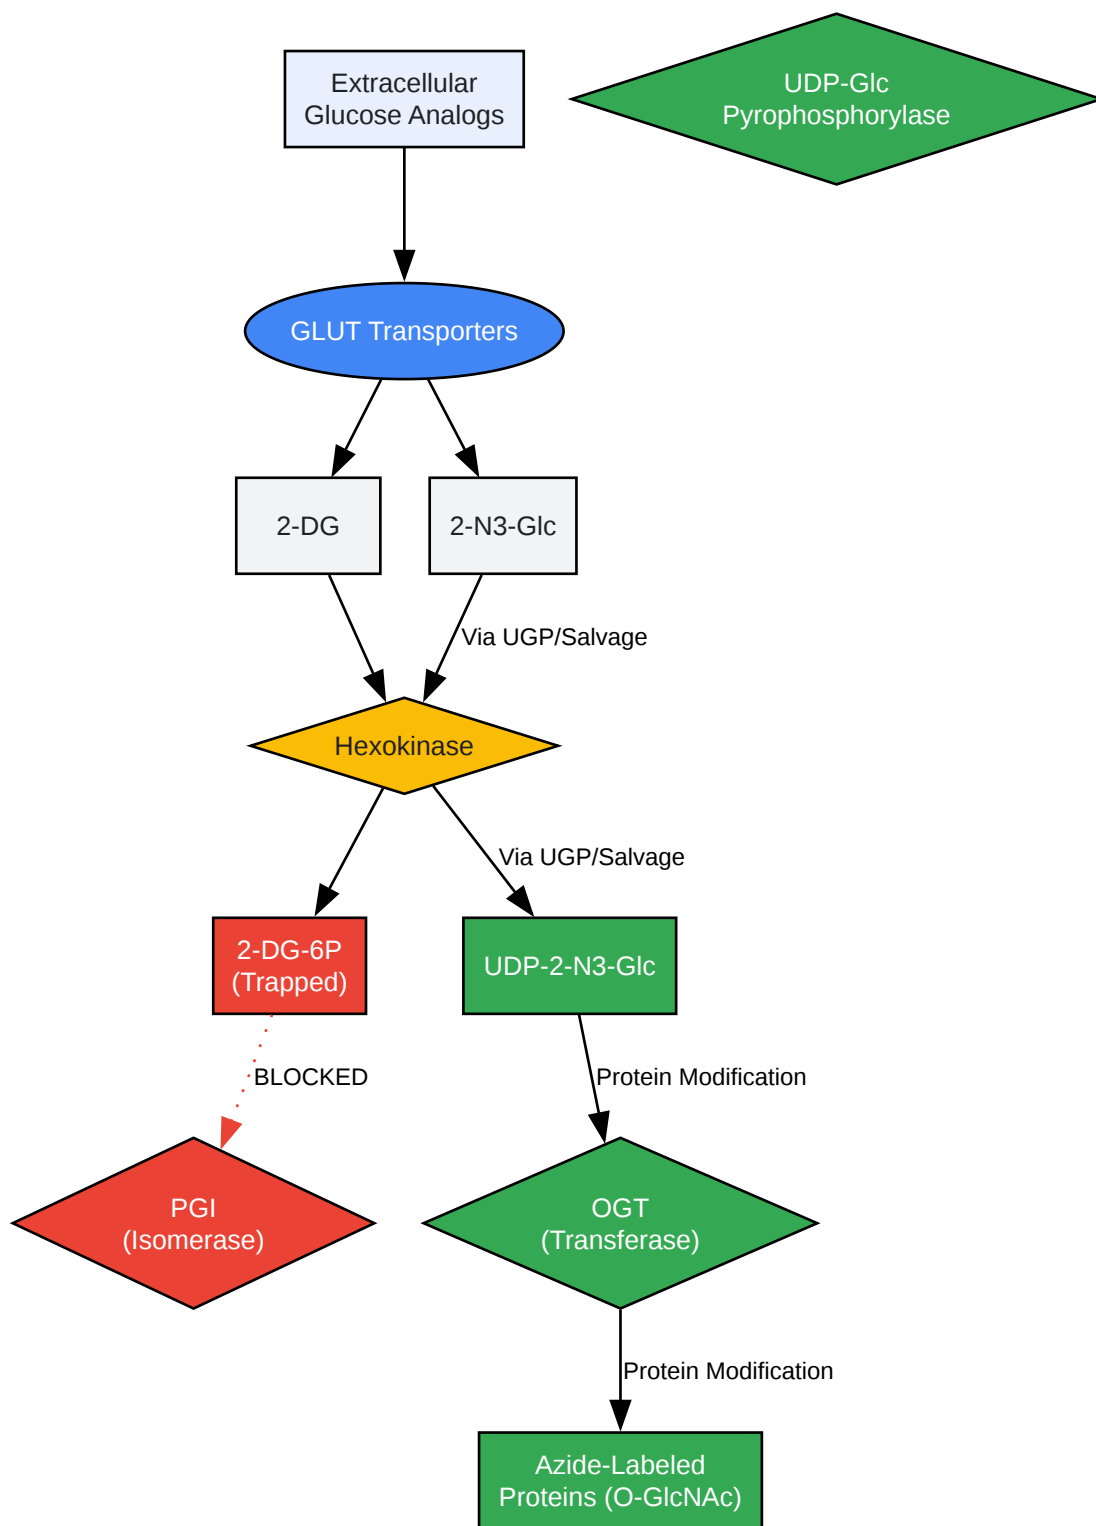 Extracellular
Glucose Analogs
UDP-Glc
Pyrophosphorylase
GLUT Transporters
2-DG
2-N3-Glc
Via UGP/Salvage
Hexokinase
Via UGP/Salvage
2-DG-6P
(Trapped)
UDP-2-N3-Glc
BLOCKED
Protein Modification
PGI
(Isomerase)
OGT
(Transferase)
Protein Modification
Azide-Labeled
Proteins (O-GlcNAc)